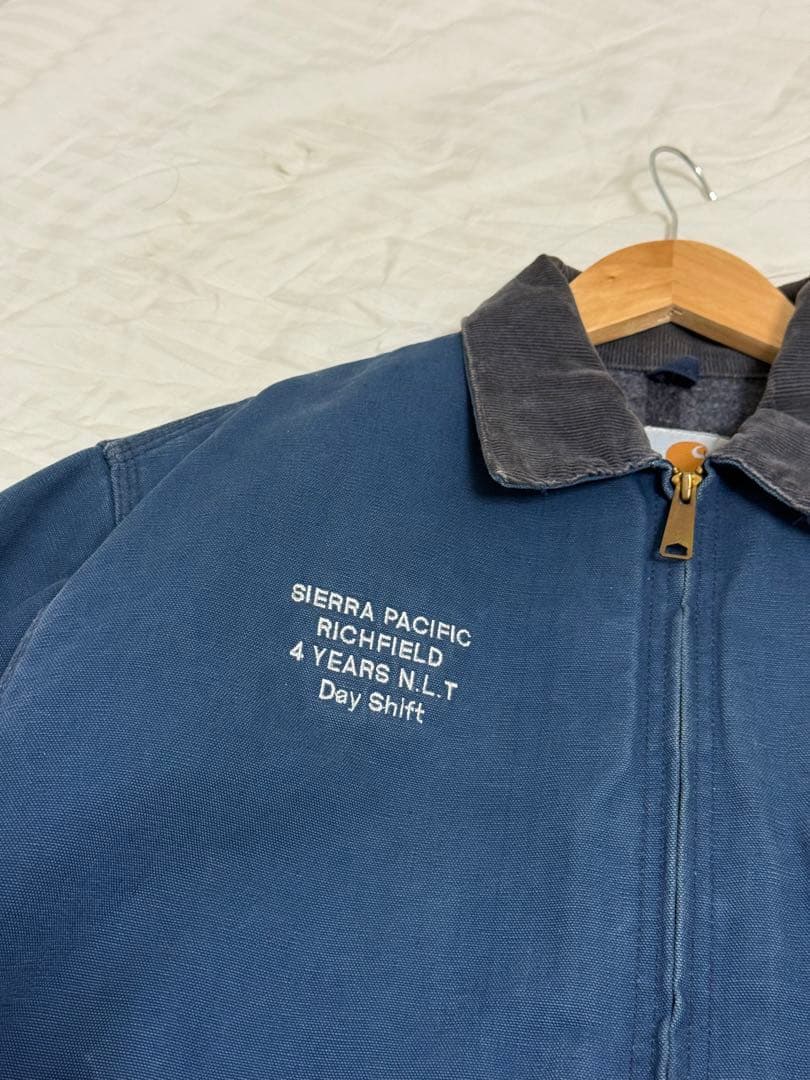 SIERRA PACIFIC
RICHFIELD
4 YEARS N.L.T
Day Shift